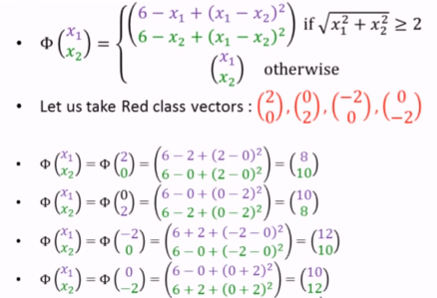 • Φ(x₁ x₂) = { (6 − x₁ + (x₁ − x₂)² 6 − x₂ + (x₁ − x₂)²) if √(x₁² + x₂²) ≥ 2
(x₁ x₂) otherwise
• Let us take Red class vectors : (2 0), (0 2), (−2 0), (0 −2)
• Φ(x₁ x₂) = Φ(2 0) = (6 − 2 + (2 − 0)² 6 − 0 + (2 − 0)²) = (8 10)
• Φ(x₁ x₂) = Φ(0 2) = (6 − 0 + (0 − 2)² 6 − 2 + (0 − 2)²) = (10 8)
• Φ(x₁ x₂) = Φ(−2 0) = (6 + 2 + (−2 − 0)² 6 − 0 + (−2 − 0)²) = (12 10)
• Φ(x₁ x₂) = Φ(0 −2) = (6 − 0 + (0 + 2)² 6 + 2 + (0 + 2)²) = (10 12)